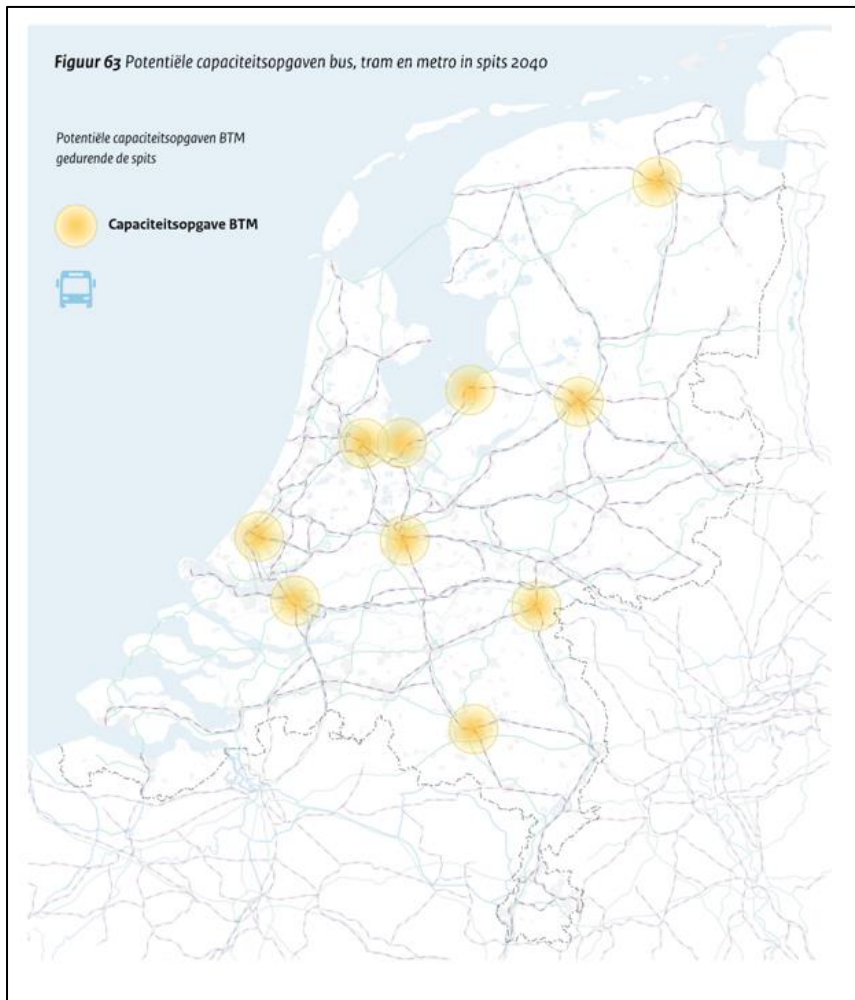 Figuur 63 Potentiële capaciteitsopgaven bus, tram en metro in spits 2040
Potentiële capaciteitsopgaven BTM
gedurende de spits
Capaciteitsopgave BTM